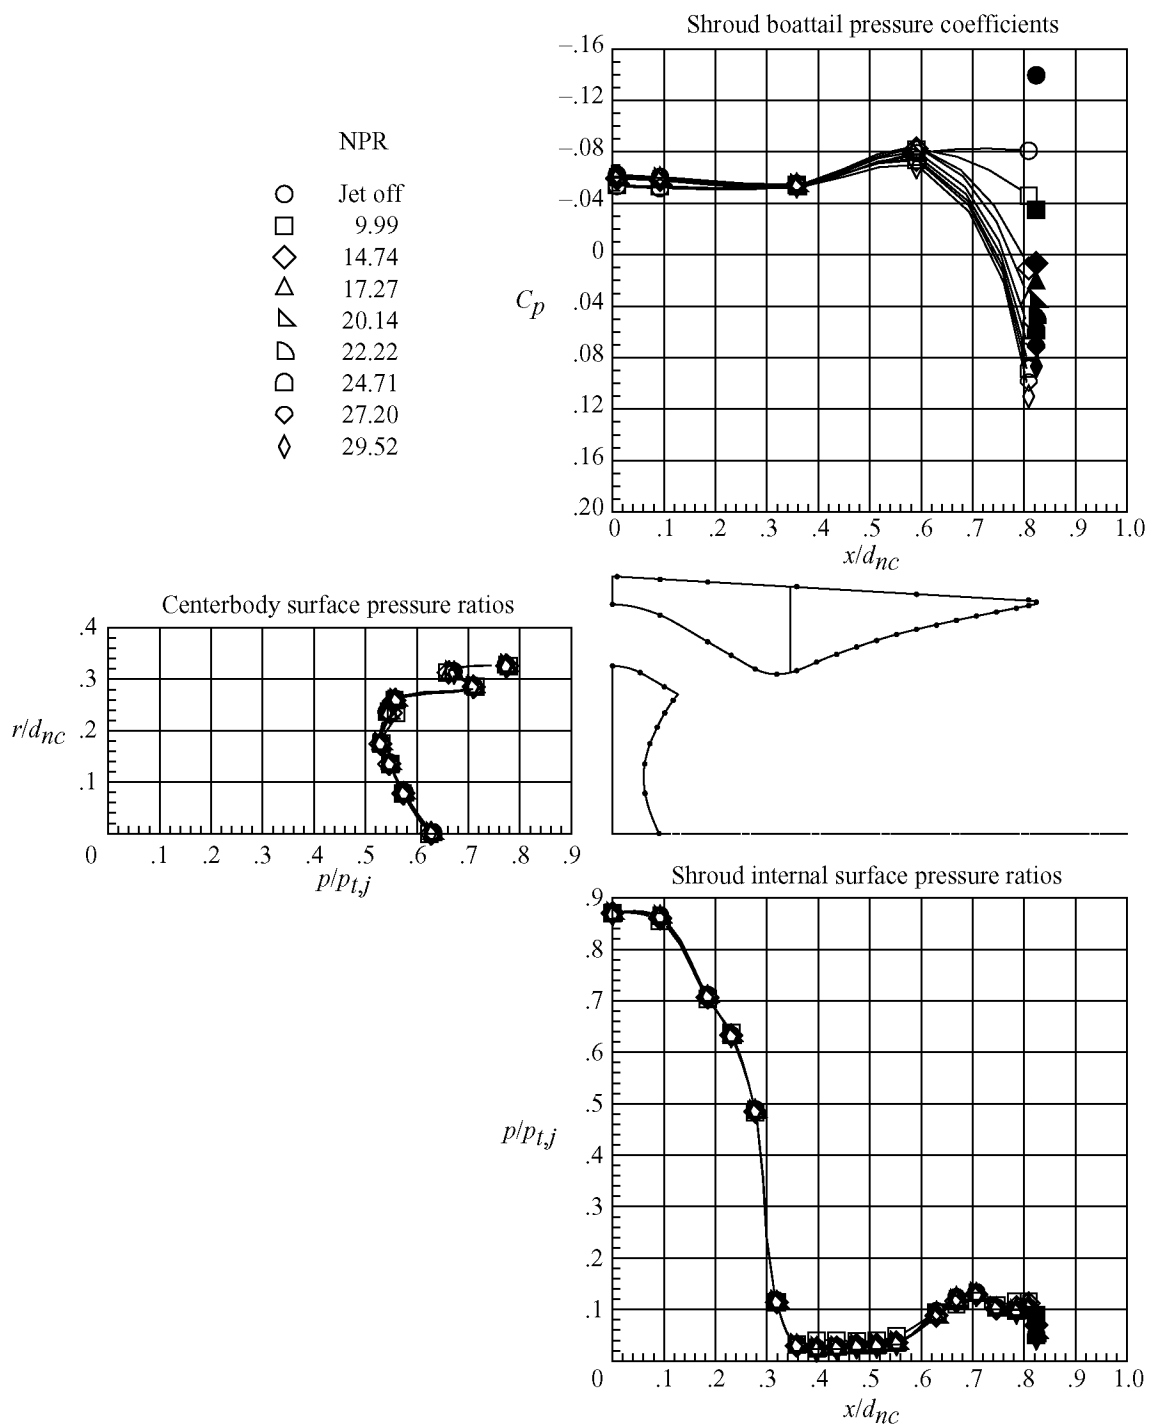 Shroud boattail pressure coefficients
–.16
–.12
–.08
–.04
0
.04
.08
.12
.16
.20
C_p
0 .1 .2 .3 .4 .5 .6 .7 .8 .9 1.0
x/d_nc
NPR
Jet off
9.99
14.74
17.27
20.14
22.22
24.71
27.20
29.52
Centerbody surface pressure ratios
.4
.3
.2
.1
0
r/d_nc
.1 .2 .3 .4 .5 .6 .7 .8 .9
p/p_t,j
Shroud internal surface pressure ratios
.9
.8
.7
.6
.5
.4
.3
.2
.1
0
p/p_t,j
.1 .2 .3 .4 .5 .6 .7 .8 .9 1.0
x/d_nc